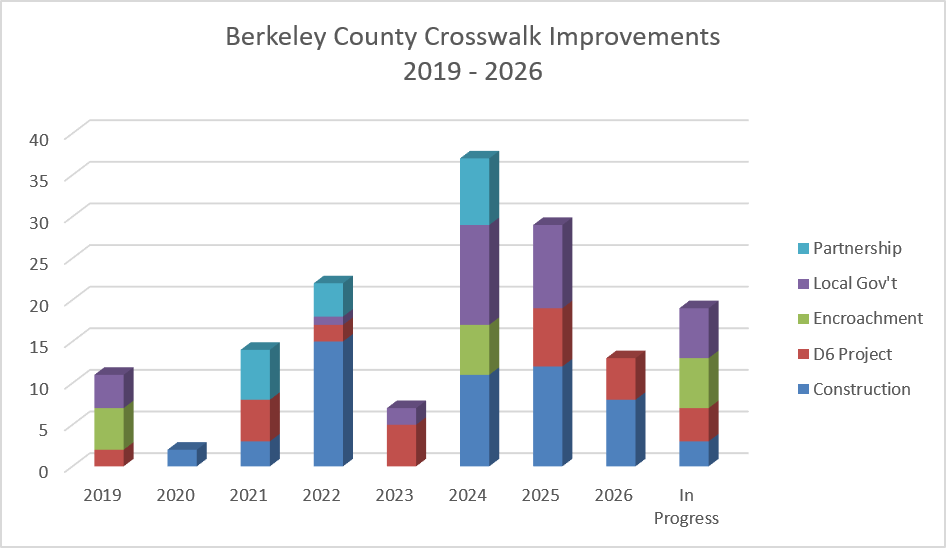 Berkeley County Crosswalk Improvements
2019 - 2026
40
35
30
25
20
15
10
5
0
2019 2020 2021 2022 2023 2024 2025 2026 In
Progress
Partnership
Local Gov't
Encroachment
D6 Project
Construction